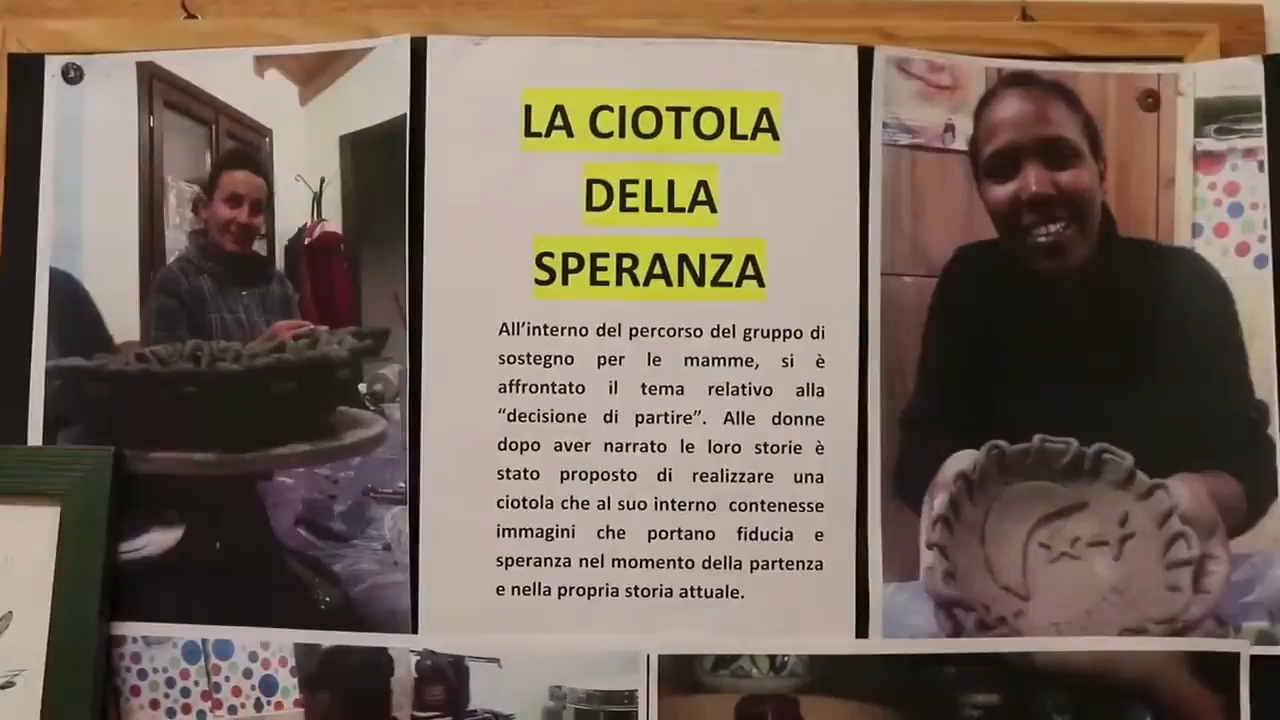 LA CIOTOLA
DELLA
SPERANZA
All’interno del percorso del gruppo di
sostegno per le mamme, si è
affrontato il tema relativo alla
“decisione di partire”. Alle donne
dopo aver narrato le loro storie è
stato proposto di realizzare una
ciotola che al suo interno contenesse
immagini che portano fiducia e
speranza nel momento della partenza
e nella propria storia attuale.